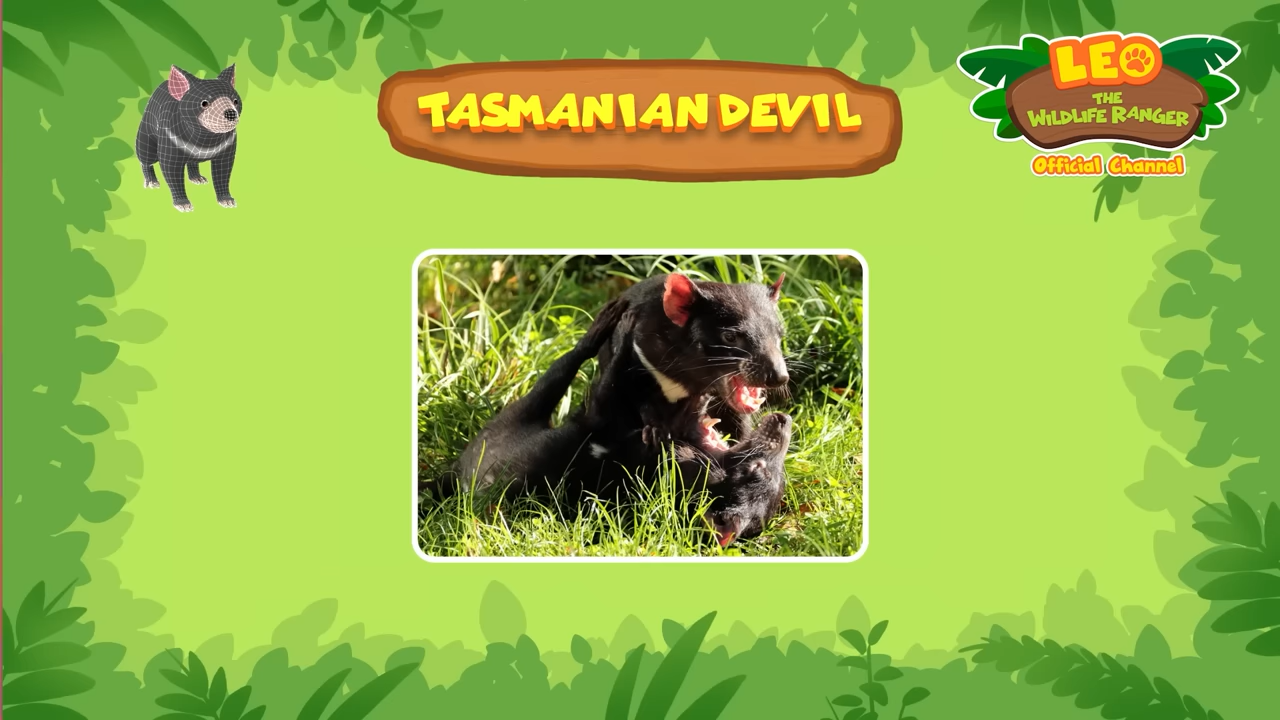 TASMANIAN DEVIL
LEO
THE
WILDLIFE RANGER
Official Channel